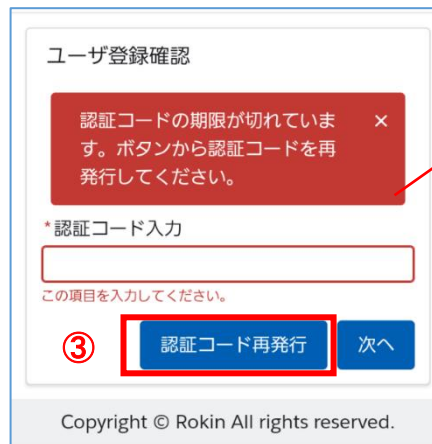 ユーザ登録確認
認証コードの期限が切れていま ×
す。ボタンから認証コードを再
発行してください。
*認証コード入力
この項目を入力してください。
③ 認証コード再発行 次へ
Copyright © Rokin All rights reserved.